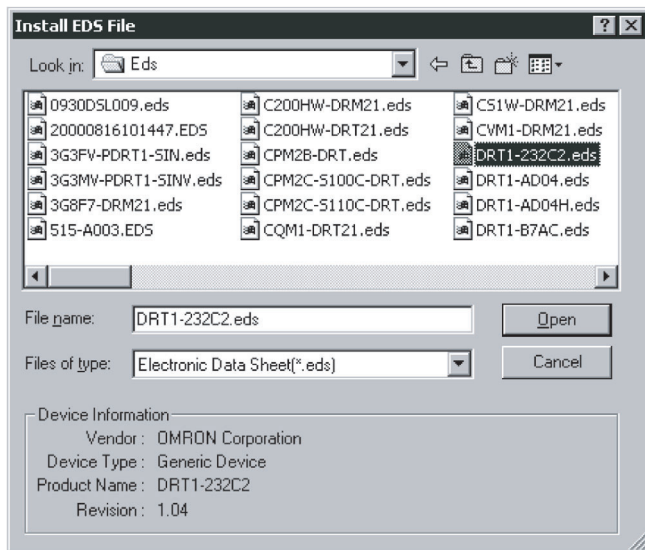 Install EDS File
Look in: Eds
0930DSL009.eds
20000816101447.EDS
3G3FV-PDRT1-SIN.eds
3G3MV-PDRT1-SINV.eds
3G8F7-DRM21.eds
515-A003.EDS
C200HW-DRM21.eds
C200HW-DRT21.eds
CPM2B-DRT.eds
CPM2C-S100C-DRT.eds
CPM2C-S110C-DRT.eds
CQM1-DRT21.eds
CS1W-DRM21.eds
CVM1-DRM21.eds
DRT1-232C2.eds
DRT1-AD04.eds
DRT1-AD04H.eds
DRT1-B7AC.eds
File name: DRT1-232C2.eds
Open
Files of type: Electronic Data Sheet(*.eds)
Cancel
Device Information
Vendor : OMRON Corporation
Device Type : Generic Device
Product Name : DRT1-232C2
Revision : 1.04